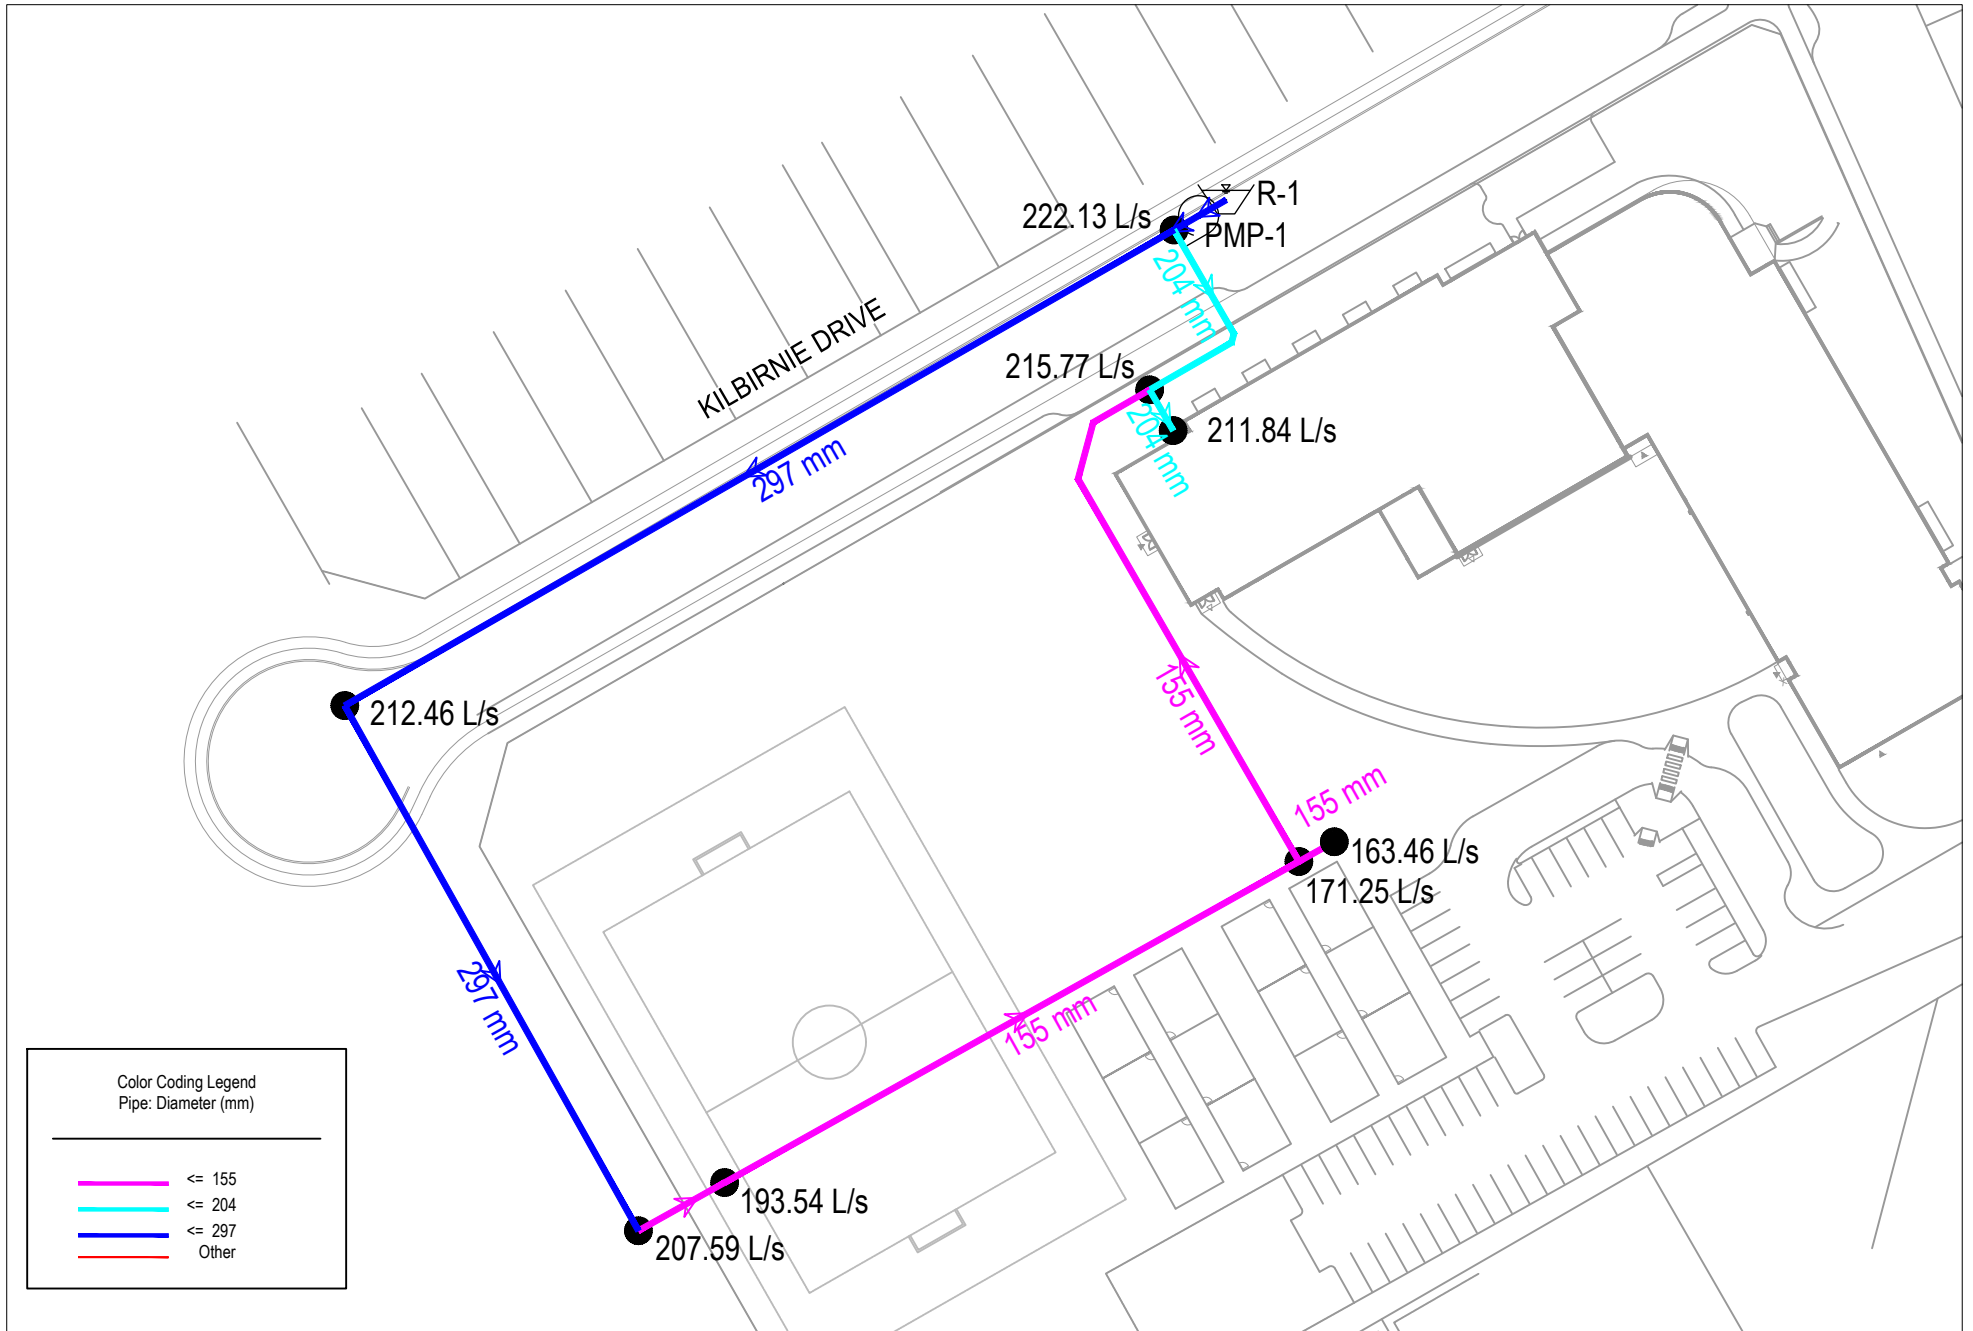 R-1
222.13 L/s
PMP-1
204 mm
KILBIRNIE DRIVE
215.77 L/s
204 mm
211.84 L/s
297 mm
155 mm
212.46 L/s
155 mm
163.46 L/s
171.25 L/s
297 mm
155 mm
193.54 L/s
207.59 L/s
Color Coding Legend
Pipe: Diameter (mm)
<= 155
<= 204
<= 297
Other